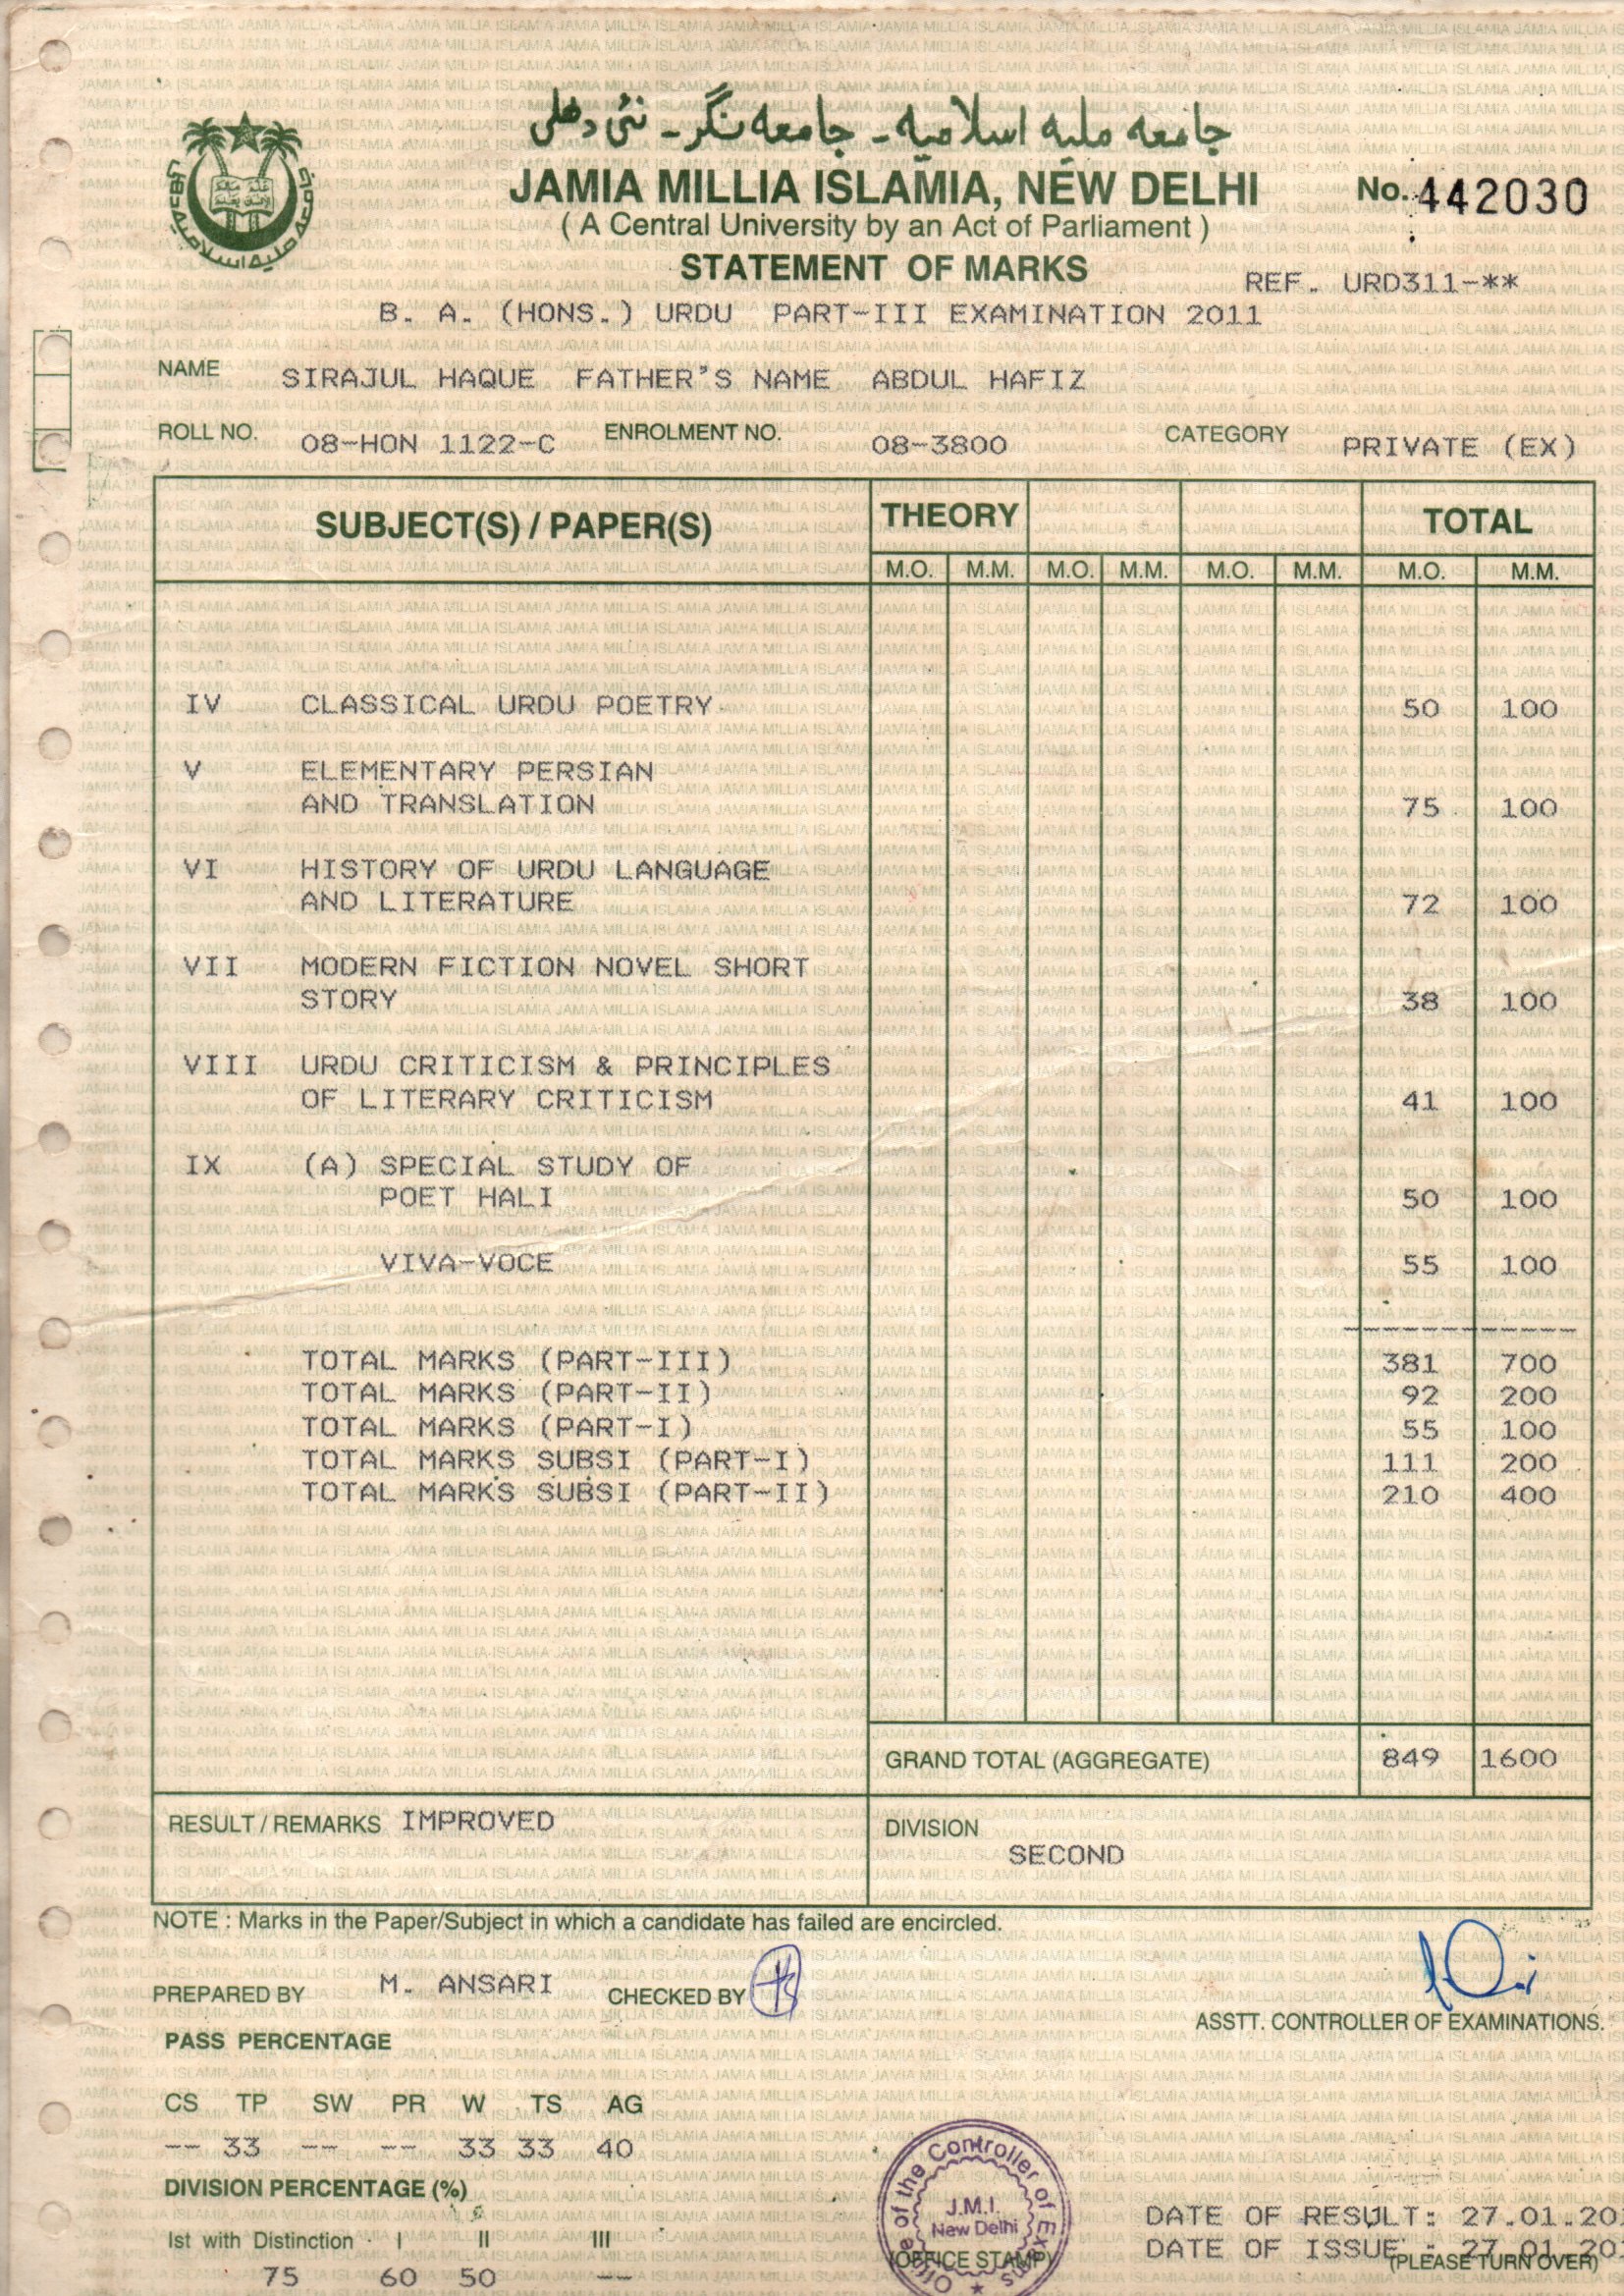 جامعہ ملیہ اسلامیہ ۔ جامعہ نگر ۔ نئی دھلی
JAMIA MILLIA ISLAMIA, NEW DELHI
No. 442030
( A Central University by an Act of Parliament )
STATEMENT OF MARKS
REF. URD311-**
B. A. (HONS.) URDU PART-III EXAMINATION 2011
NAME SIRAJUL HAQUE FATHER'S NAME ABDUL HAFIZ
ROLL NO. 08-HON 1122-C ENROLMENT NO. 08-3800 CATEGORY PRIVATE (EX)
SUBJECT(S) / PAPER(S) THEORY TOTAL
M.O. M.M. M.O. M.M. M.O. M.M. M.O. M.M.
IV CLASSICAL URDU POETRY 50 100
V ELEMENTARY PERSIAN
AND TRANSLATION 75 100
VI HISTORY OF URDU LANGUAGE
AND LITERATURE 72 100
VII MODERN FICTION NOVEL SHORT
STORY 38 100
VIII URDU CRITICISM & PRINCIPLES
OF LITERARY CRITICISM 41 100
IX (A) SPECIAL STUDY OF
POET HALI 50 100
VIVA-VOCE 55 100
TOTAL MARKS (PART-III) 381 700
TOTAL MARKS (PART-II) 92 200
TOTAL MARKS (PART-I) 55 100
TOTAL MARKS SUBSI (PART-I) 111 200
TOTAL MARKS SUBSI (PART-II) 210 400
GRAND TOTAL (AGGREGATE) 849 1600
RESULT / REMARKS IMPROVED DIVISION
SECOND
NOTE : Marks in the Paper/Subject in which a candidate has failed are encircled.
PREPARED BY M. ANSARI CHECKED BY
ASSTT. CONTROLLER OF EXAMINATIONS.
PASS PERCENTAGE
CS TP SW PR W TS AG
-- 33 -- -- 33 33 40
DIVISION PERCENTAGE (%)
Ist with Distinction I II III
75 60 50 --
Office of the Controller of Exams
J.M.I.
New Delhi
(OFFICE STAMP)
DATE OF RESULT: 27.01.20
DATE OF ISSUE : 27.01.20
(PLEASE TURN OVER)